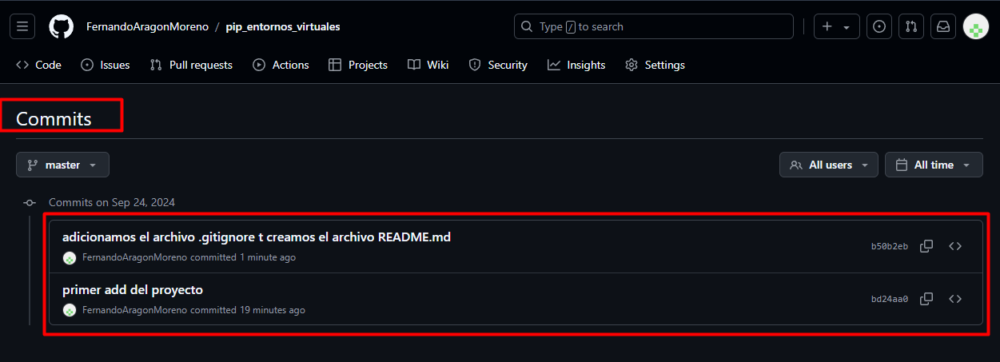 FernandoAragonMoreno / pip_entornos_virtuales
Type / to search
Code Issues Pull requests Actions Projects Wiki Security Insights Settings
Commits
master
All users All time
Commits on Sep 24, 2024
adicionamos el archivo .gitignore t creamos el archivo README.md
FernandoAragonMoreno committed 1 minute ago
b50b2eb
primer add del proyecto
FernandoAragonMoreno committed 19 minutes ago
bd24aa0